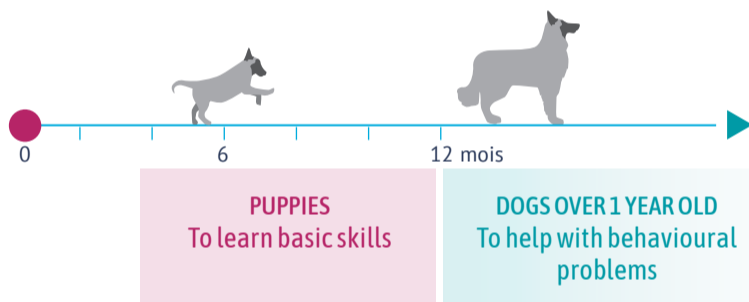 0 6 12 mois
PUPPIES
To learn basic skills
DOGS OVER 1 YEAR OLD
To help with behavioural
problems